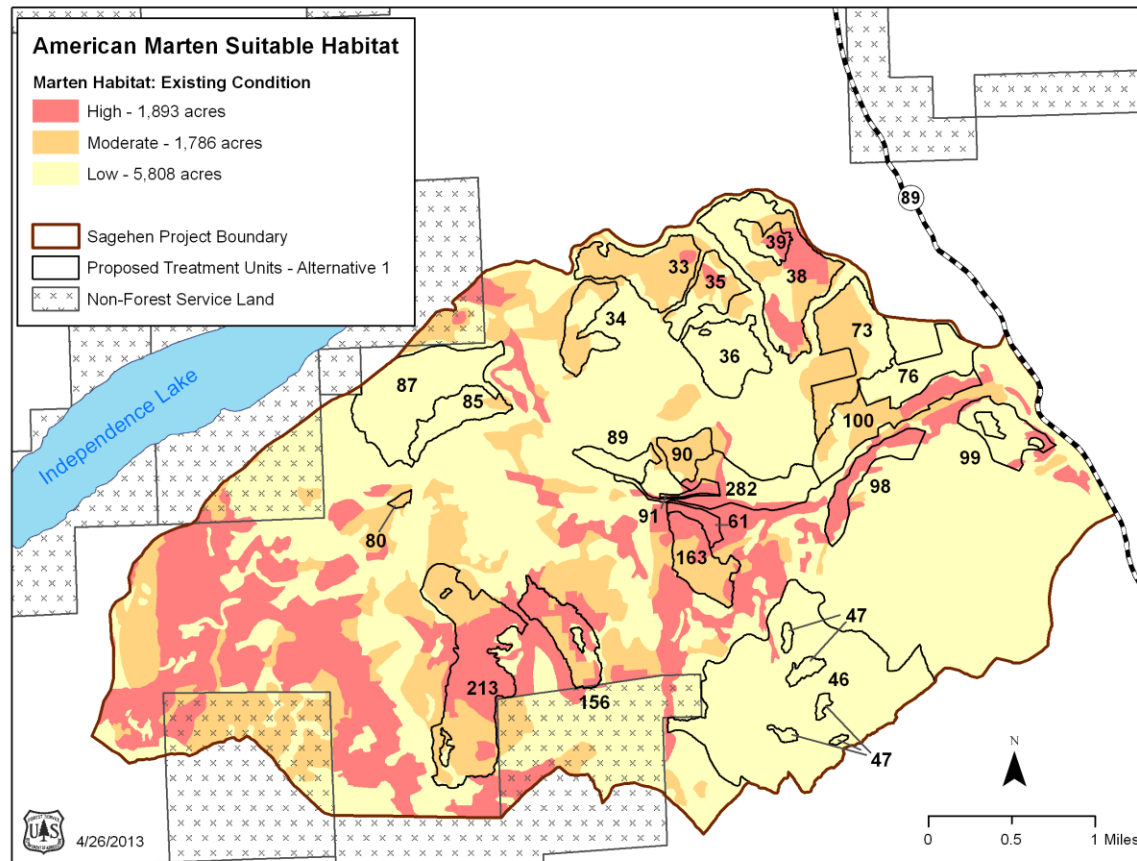 American Marten Suitable Habitat
Marten Habitat: Existing Condition
High - 1,893 acres
Moderate - 1,786 acres
Low - 5,808 acres
Sagehen Project Boundary
Proposed Treatment Units - Alternative 1
Non-Forest Service Land
89
Independence Lake
39
33
35
38
34
73
36
87
76
85
100
89
90
99
282
98
91
61
80
163
47
46
213
156
47
N
U S
4/26/2013
0 0.5 1 Miles